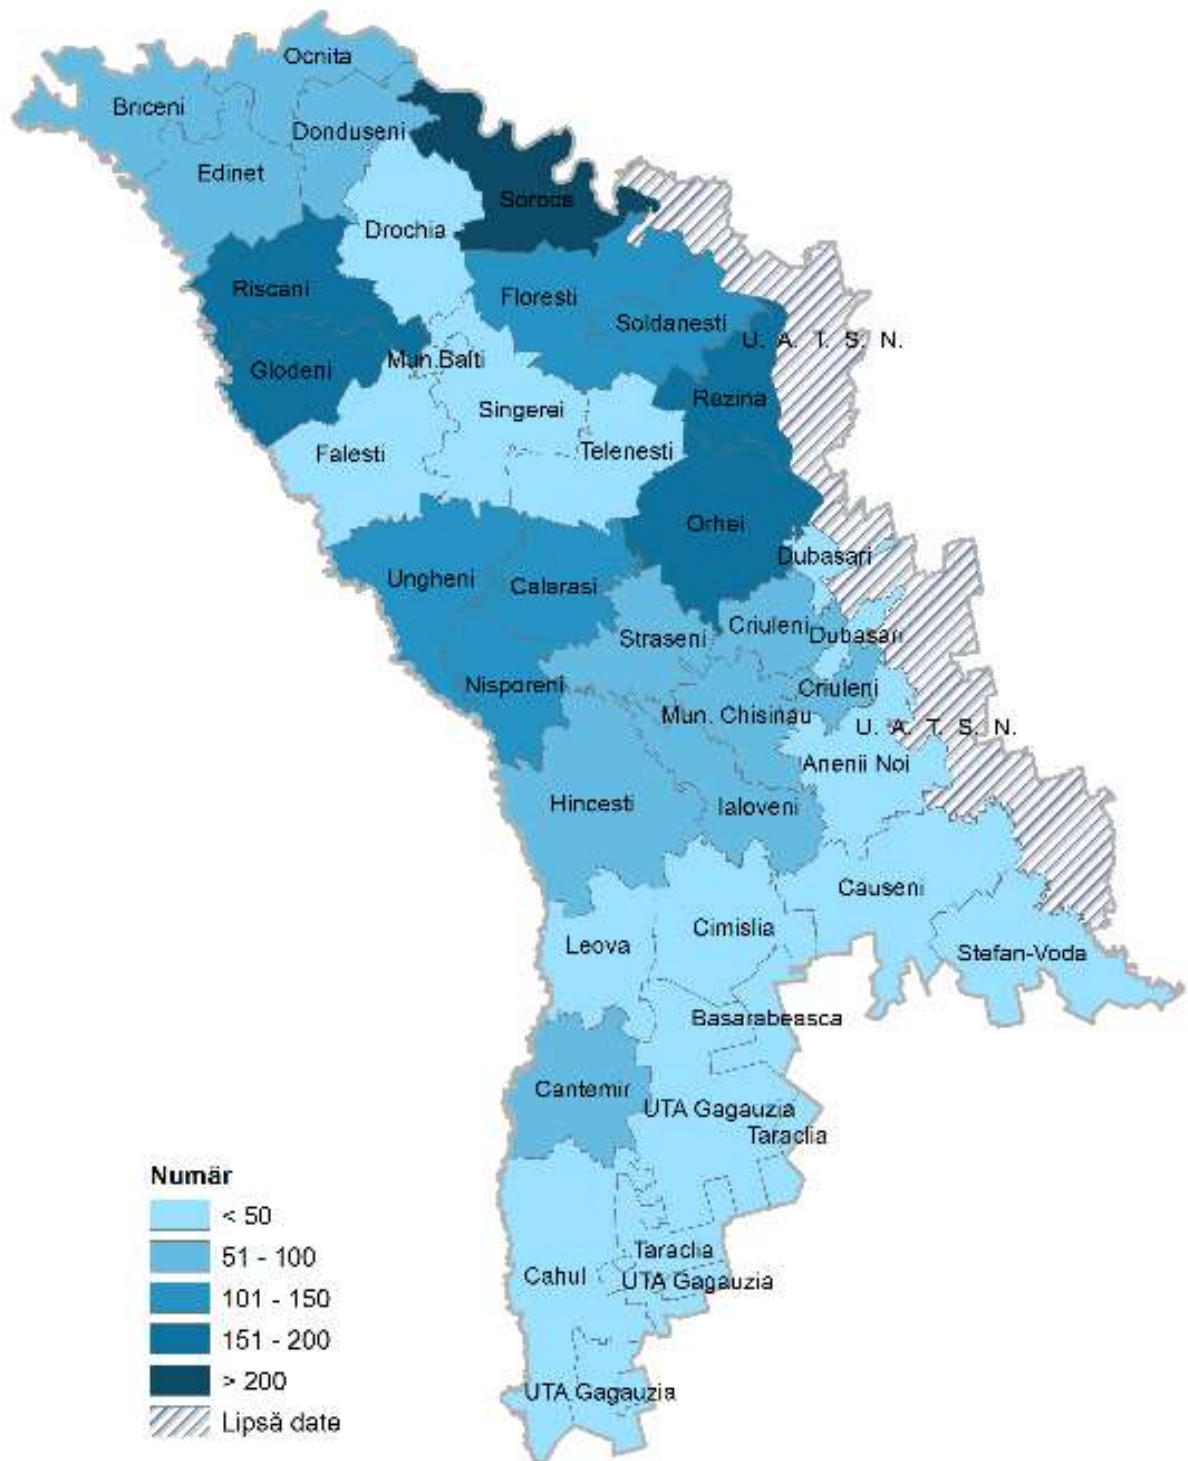 Ocnita
Briceni
Donduseni
Edinet
Soroca
Drochia
Riscani
Floresti
Soldanesti
U. A. T. S. N.
Mun.Balti
Glodeni
Rezina
Singerei
Falesti
Telenesti
Orhei
Dubasari
Ungheni
Calarasi
Criuleni
Straseni
Dubasari
Nisporeni
Criuleni
Mun. Chisinau
U. A. T. S. N.
Anenii Noi
Hincesti
Ialoveni
Causeni
Cimislia
Leova
Stefan-Voda
Basarabeasca
Cantemir
UTA Gagauzia
Taraclia
Taraclia
Cahul
UTA Gagauzia
UTA Gagauzia
Număr
< 50
51 - 100
101 - 150
151 - 200
> 200
Lipsă date